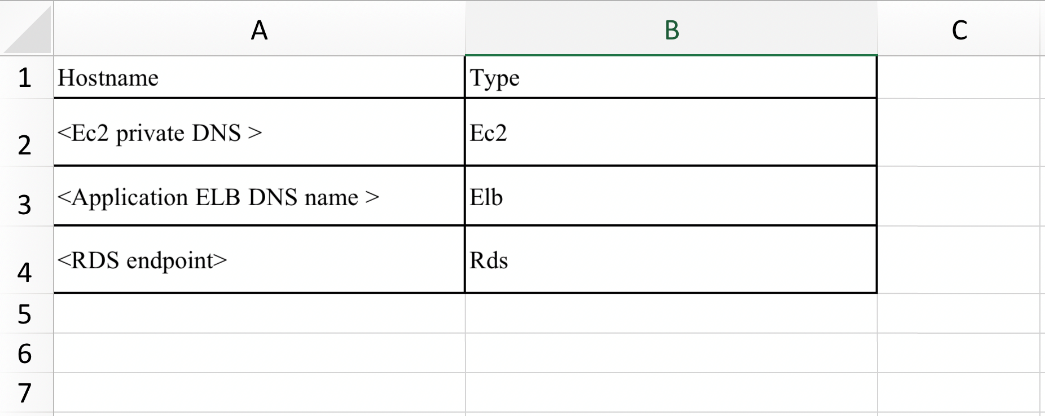 A B C
1 Hostname Type
2 <Ec2 private DNS > Ec2
3 <Application ELB DNS name > Elb
4 <RDS endpoint> Rds
5
6
7